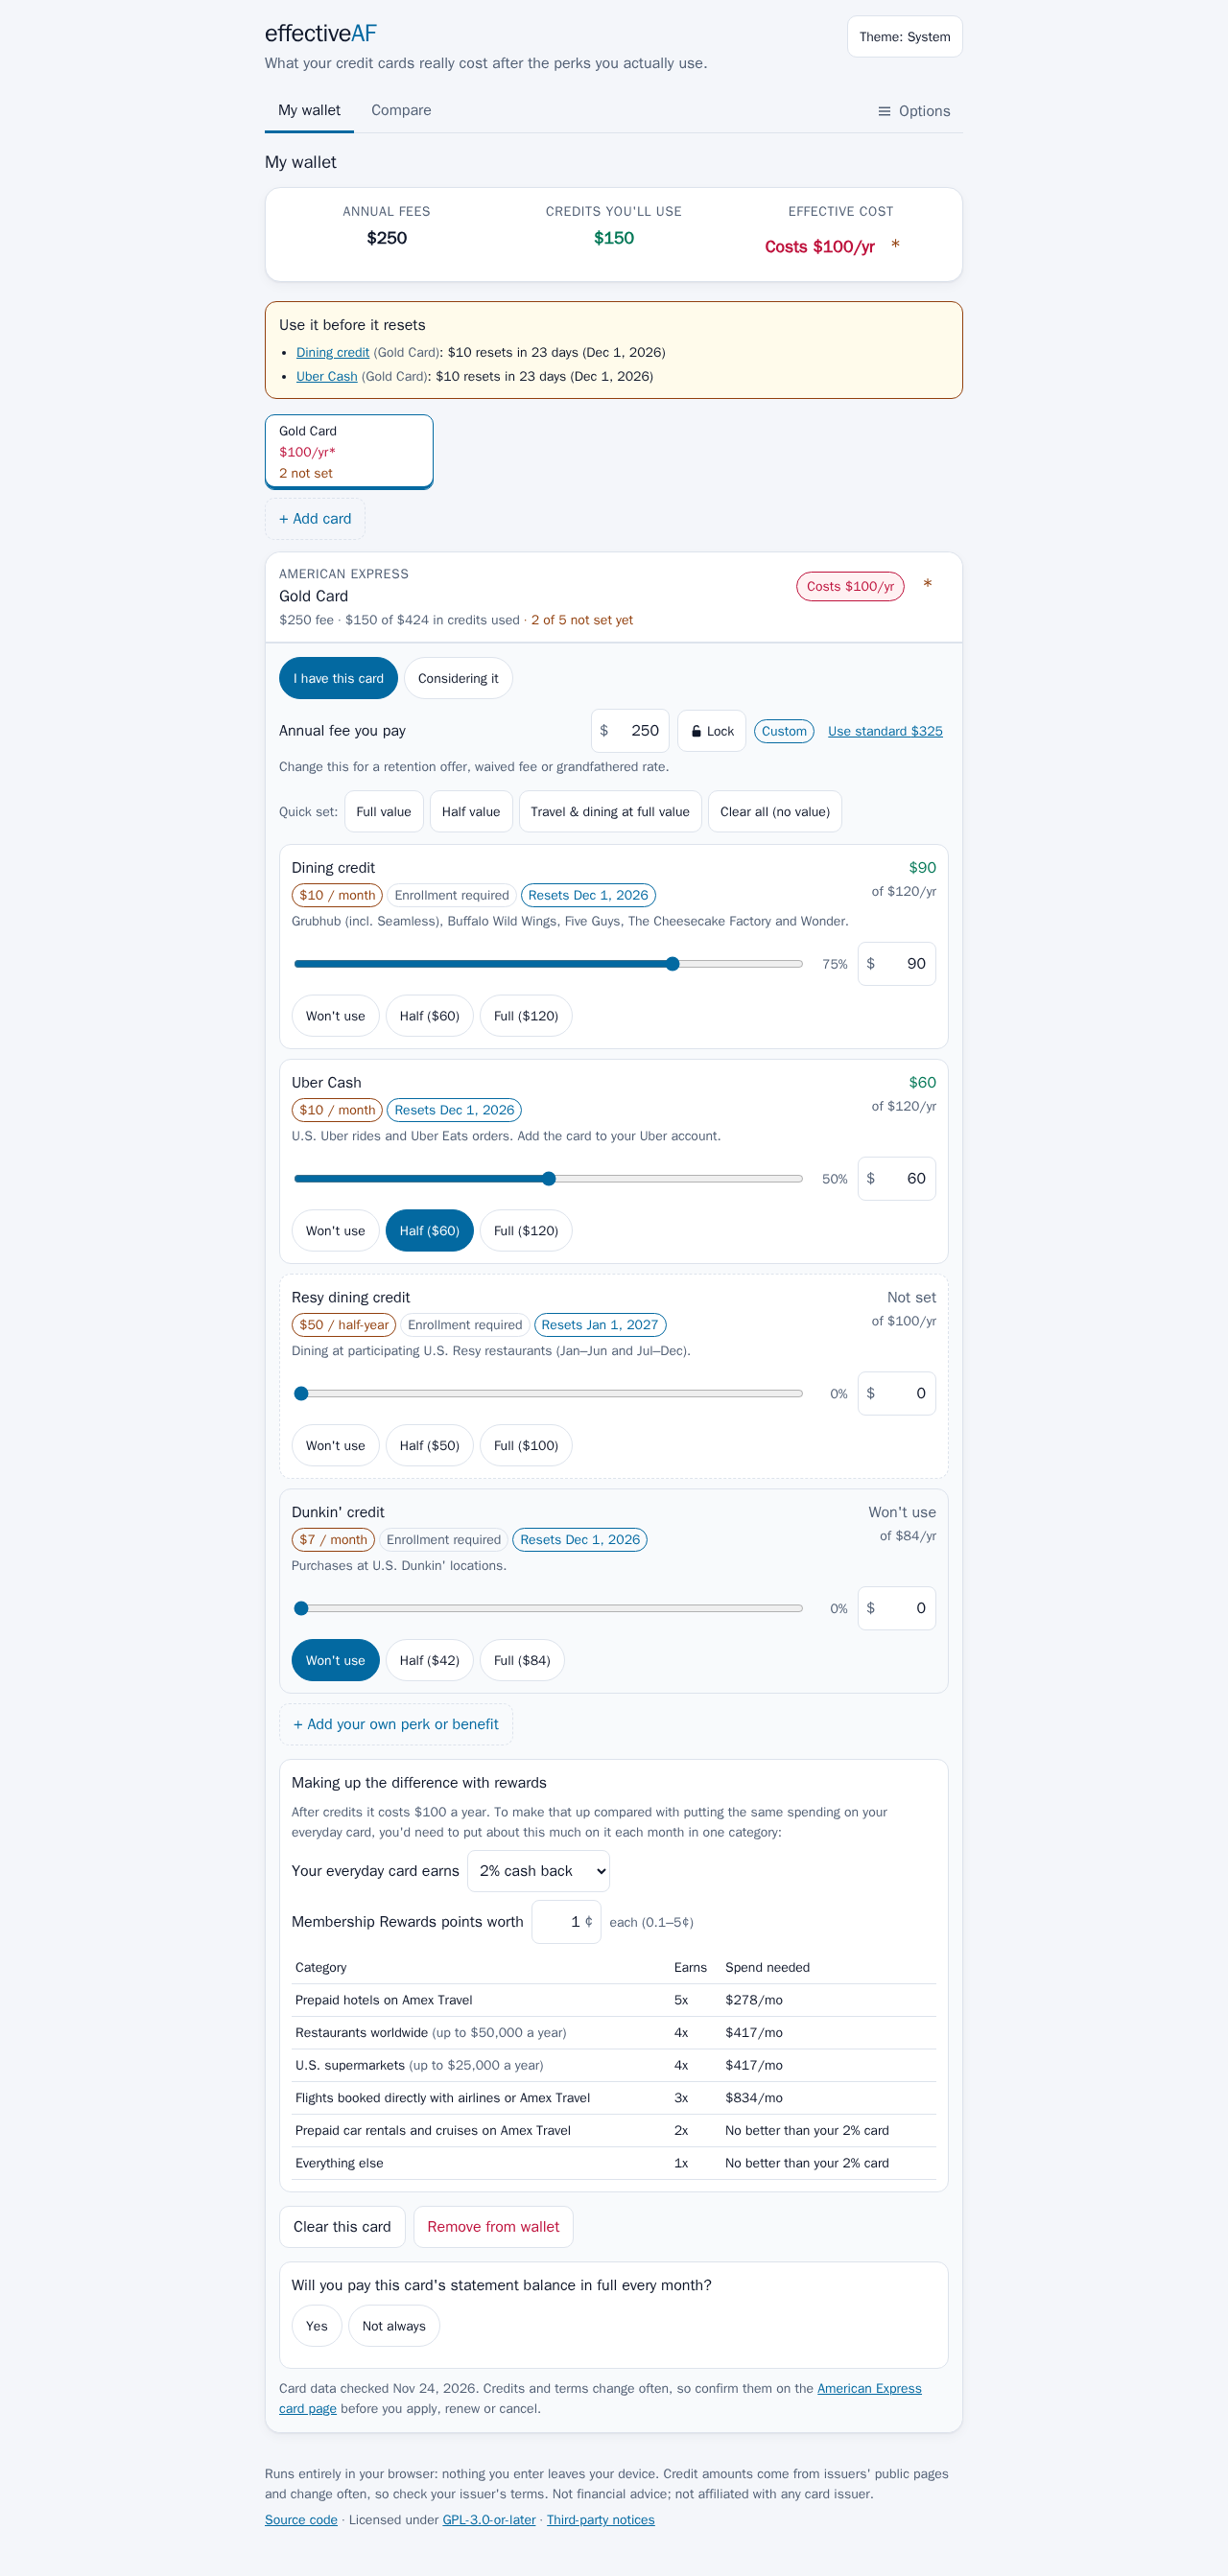 effectiveAF
Theme: System
What your credit cards really cost after the perks you actually use.
My wallet
Compare
Options
My wallet
ANNUAL FEES
$250
CREDITS YOU'LL USE
$150
EFFECTIVE COST
Costs $100/yr *
Use it before it resets
• Dining credit (Gold Card): $10 resets in 23 days (Dec 1, 2026)
• Uber Cash (Gold Card): $10 resets in 23 days (Dec 1, 2026)
Gold Card
$100/yr*
2 not set
+ Add card
AMERICAN EXPRESS
Gold Card
$250 fee · $150 of $424 in credits used · 2 of 5 not set yet
Costs $100/yr *
I have this card
Considering it
Annual fee you pay
$ 250
Lock
Custom
Use standard $325
Change this for a retention offer, waived fee or grandfathered rate.
Quick set:
Full value
Half value
Travel & dining at full value
Clear all (no value)
Dining credit
$90
$10 / month
Enrollment required
Resets Dec 1, 2026
of $120/yr
Grubhub (incl. Seamless), Buffalo Wild Wings, Five Guys, The Cheesecake Factory and Wonder.
75%
$ 90
Won't use
Half ($60)
Full ($120)
Uber Cash
$60
$10 / month
Resets Dec 1, 2026
of $120/yr
U.S. Uber rides and Uber Eats orders. Add the card to your Uber account.
50%
$ 60
Won't use
Half ($60)
Full ($120)
Resy dining credit
Not set
$50 / half-year
Enrollment required
Resets Jan 1, 2027
of $100/yr
Dining at participating U.S. Resy restaurants (Jan–Jun and Jul–Dec).
0%
$ 0
Won't use
Half ($50)
Full ($100)
Dunkin' credit
Won't use
$7 / month
Enrollment required
Resets Dec 1, 2026
of $84/yr
Purchases at U.S. Dunkin' locations.
0%
$ 0
Won't use
Half ($42)
Full ($84)
+ Add your own perk or benefit
Making up the difference with rewards
After credits it costs $100 a year. To make that up compared with putting the same spending on your
everyday card, you'd need to put about this much on it each month in one category:
Your everyday card earns
2% cash back
Membership Rewards points worth
1 ¢
each (0.1–5¢)
Category Earns Spend needed
Prepaid hotels on Amex Travel 5x $278/mo
Restaurants worldwide (up to $50,000 a year) 4x $417/mo
U.S. supermarkets (up to $25,000 a year) 4x $417/mo
Flights booked directly with airlines or Amex Travel 3x $834/mo
Prepaid car rentals and cruises on Amex Travel 2x No better than your 2% card
Everything else 1x No better than your 2% card
Clear this card
Remove from wallet
Will you pay this card's statement balance in full every month?
Yes
Not always
Card data checked Nov 24, 2026. Credits and terms change often, so confirm them on the American Express
card page before you apply, renew or cancel.
Runs entirely in your browser: nothing you enter leaves your device. Credit amounts come from issuers' public pages
and change often, so check your issuer's terms. Not financial advice; not affiliated with any card issuer.
Source code · Licensed under GPL-3.0-or-later · Third-party notices